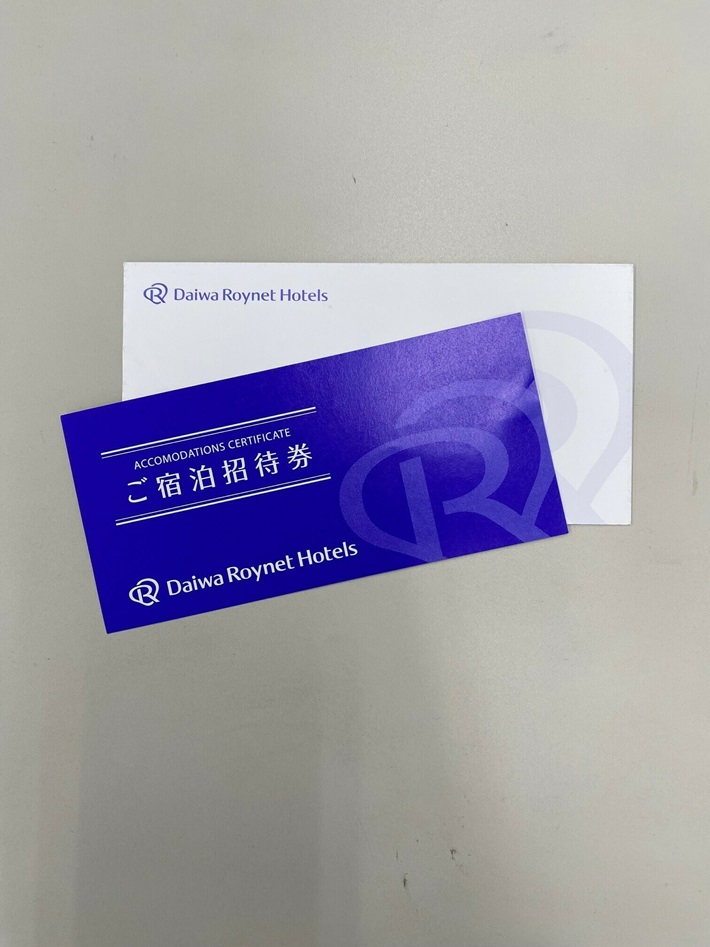 Daiwa Roynet Hotels
ACCOMODATIONS CERTIFICATE
ご宿泊招待券
Daiwa Roynet Hotels